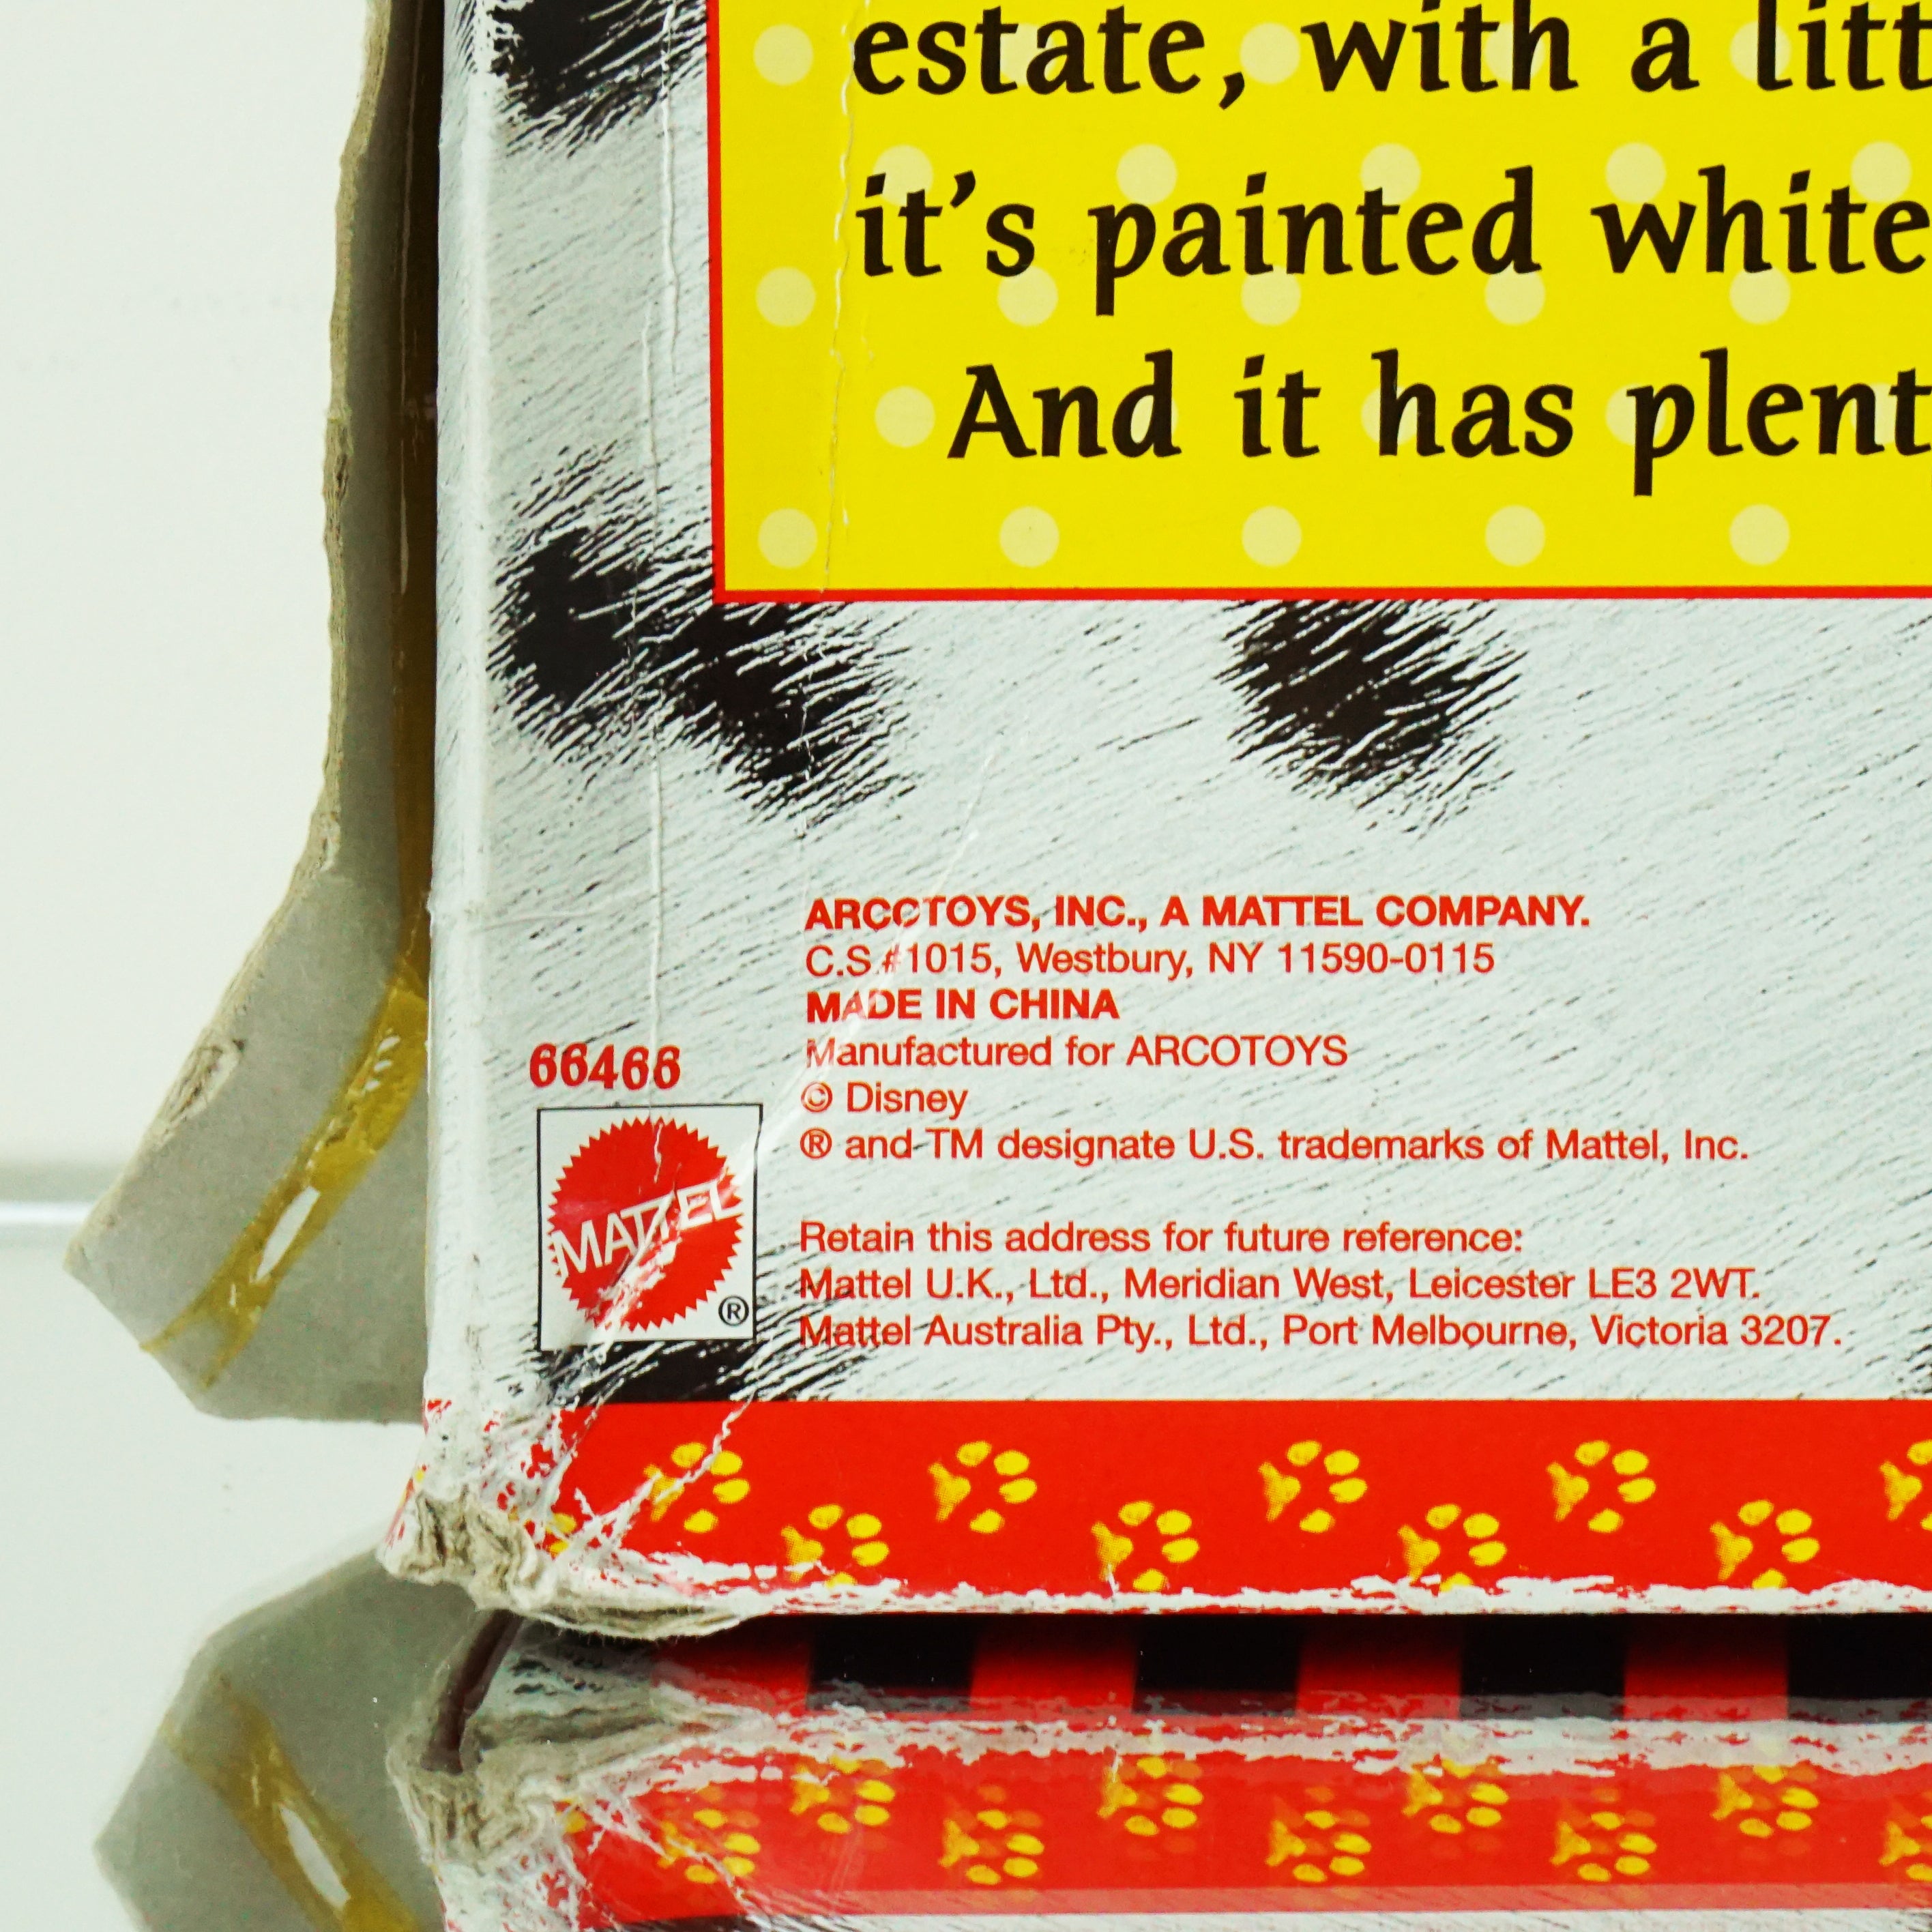 estate, with a litt
it's painted white
And it has plent
ARCOTOYS, INC., A MATTEL COMPANY.
C.S.#1015, Westbury, NY 11590-0115
MADE IN CHINA
Manufactured for ARCOTOYS
© Disney
® and TM designate U.S. trademarks of Mattel, Inc.
66466
MATTEL
®
Retain this address for future reference:
Mattel U.K., Ltd., Meridian West, Leicester LE3 2WT.
Mattel Australia Pty., Ltd., Port Melbourne, Victoria 3207.